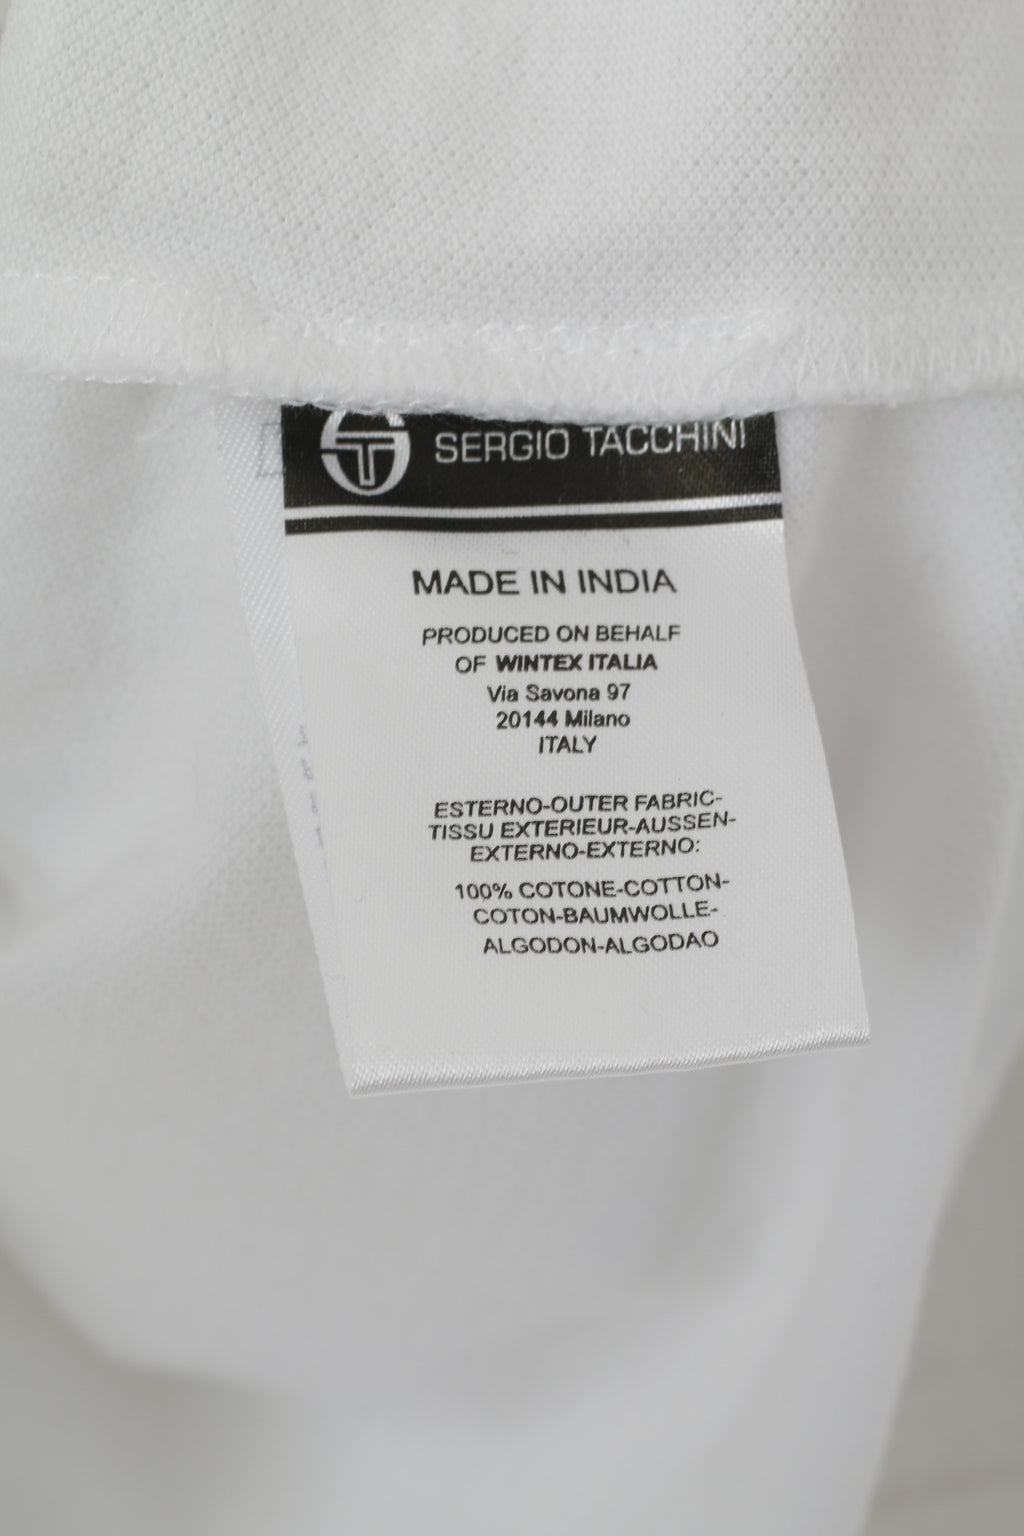 SERGIO TACCHINI
MADE IN INDIA
PRODUCED ON BEHALF
OF WINTEX ITALIA
Via Savona 97
20144 Milano
ITALY
ESTERNO-OUTER FABRIC-
TISSU EXTERIEUR-AUSSEN-
EXTERNO-EXTERNO:
100% COTONE-COTTON-
COTON-BAUMWOLLE-
ALGODON-ALGODAO